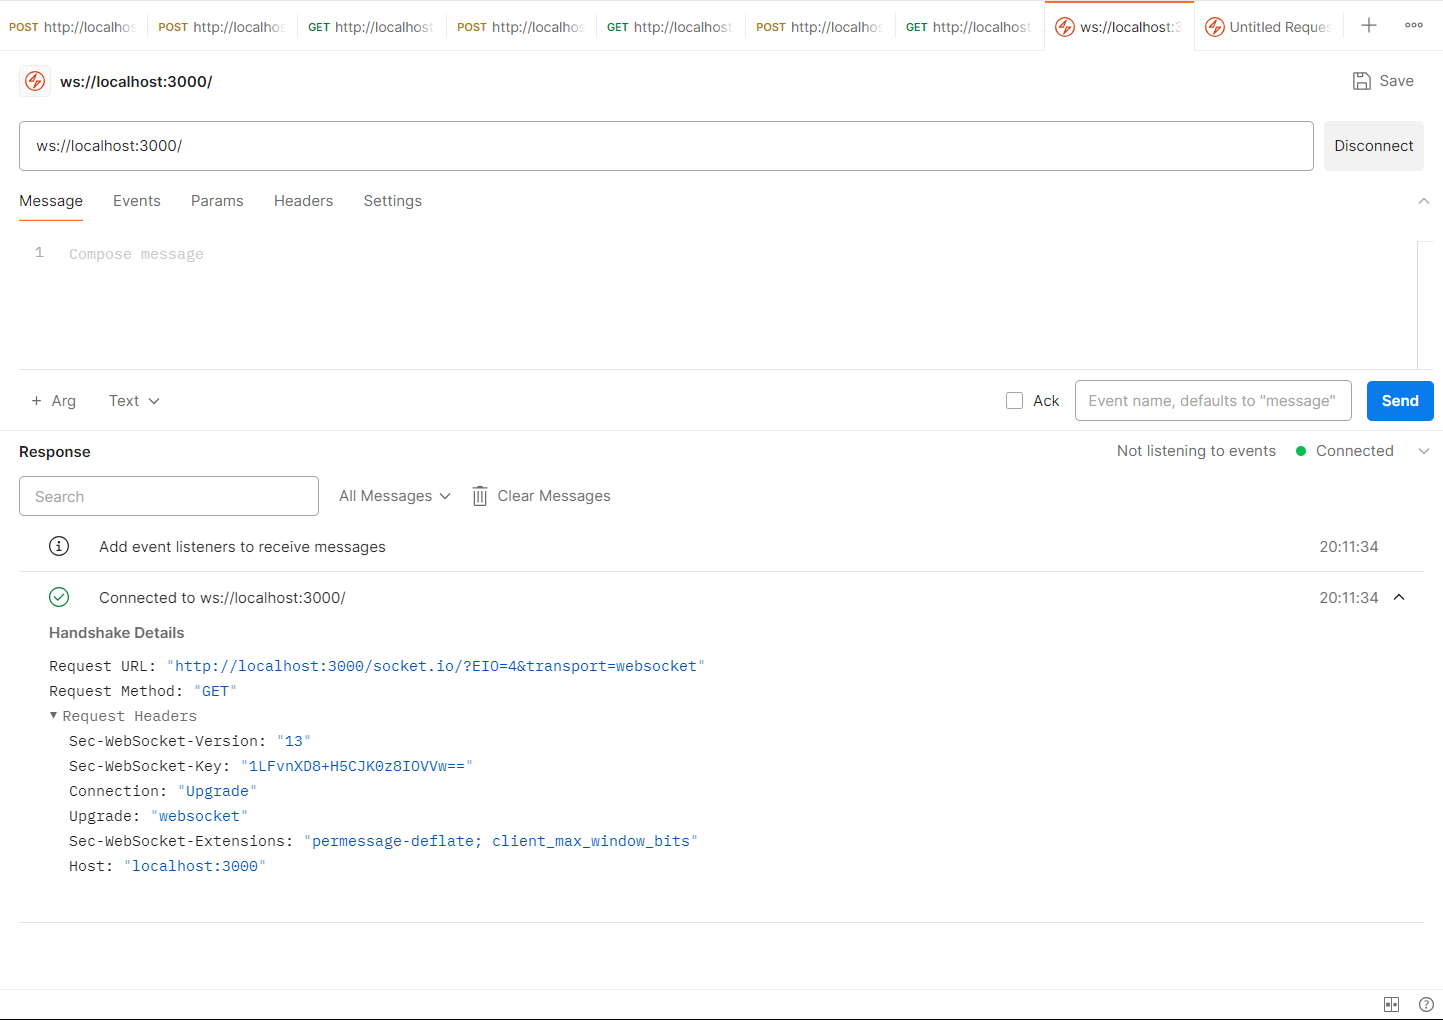 POST http://localhos POST http://localhos GET http://localhost POST http://localhos GET http://localhost POST http://localhos GET http://localhost ws://localhost:3 Untitled Reques
ws://localhost:3000/ Save
ws://localhost:3000/ Disconnect
Message Events Params Headers Settings
1 Compose message
+ Arg Text Ack Event name, defaults to "message" Send
Response Not listening to events Connected
Search All Messages Clear Messages
Add event listeners to receive messages 20:11:34
Connected to ws://localhost:3000/ 20:11:34
Handshake Details
Request URL: "http://localhost:3000/socket.io/?EIO=4&transport=websocket"
Request Method: "GET"
Request Headers
Sec-WebSocket-Version: "13"
Sec-WebSocket-Key: "1LFvnXD8+H5CJK0z8IOVVw=="
Connection: "Upgrade"
Upgrade: "websocket"
Sec-WebSocket-Extensions: "permessage-deflate; client_max_window_bits"
Host: "localhost:3000"